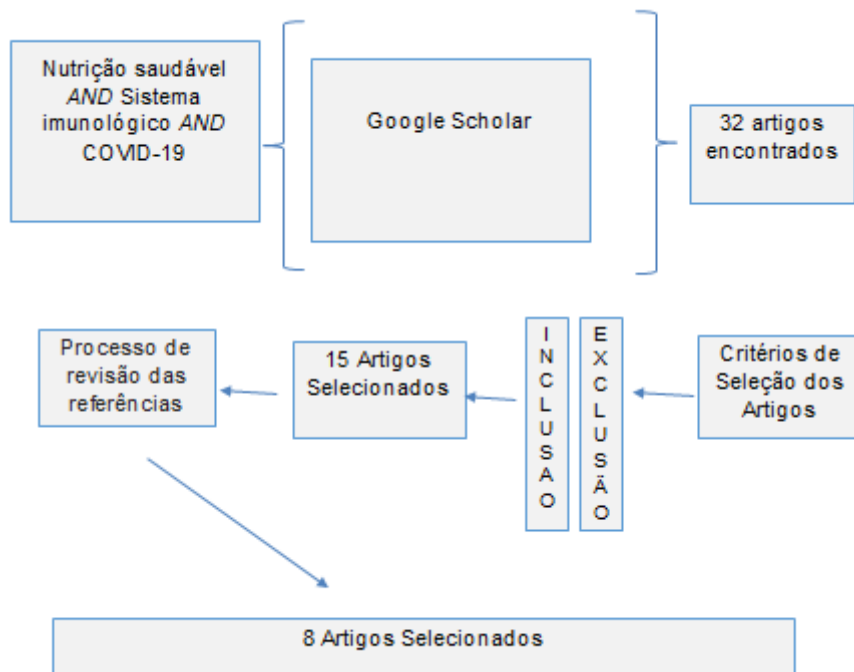 Nutrição saudável
AND Sistema
imunológico AND
COVID-19
Google Scholar
32 artigos
encontrados
Processo de
revisão das
referências
15 Artigos
Selecionados
I
N
C
L
U
S
A
O
E
X
C
L
U
S
Ã
O
Critérios de
Seleção dos
Artigos
8 Artigos Selecionados